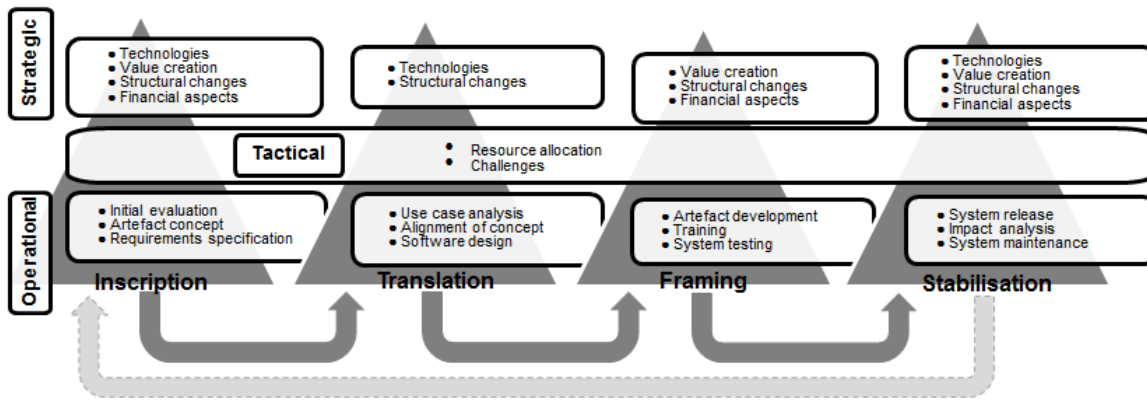 Strategic
• Technologies
• Value creation
• Structural changes
• Financial aspects
• Technologies
• Structural changes
• Value creation
• Structural changes
• Financial aspects
• Technologies
• Value creation
• Structural changes
• Financial aspects
Tactical
• Resource allocation
• Challenges
Operational
• Initial evaluation
• Artefact concept
• Requirements specification
• Use case analysis
• Alignment of concept
• Software design
• Artefact development
• Training
• System testing
• System release
• Impact analysis
• System maintenance
Inscription
Translation
Framing
Stabilisation